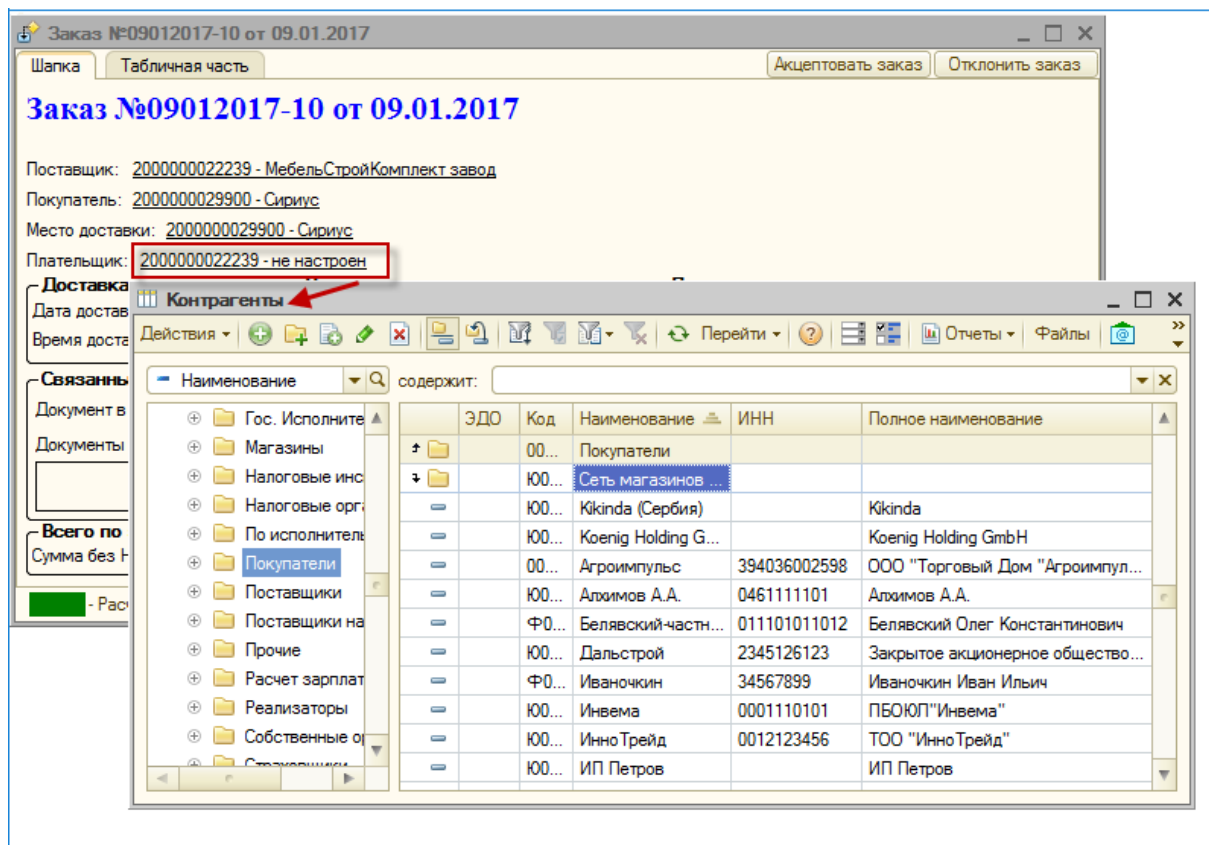 Заказ №09012017-10 от 09.01.2017
Шапка Табличная часть Акцептовать заказ Отклонить заказ
Заказ №09012017-10 от 09.01.2017
Поставщик: 2000000022239 - МебельСтройКомплект завод
Покупатель: 2000000029900 - Сириус
Место доставки: 2000000029900 - Сириус
Плательщик: 2000000022239 - не настроен
Доставка
Дата достав
Время доста
Связанны
Документ в
Документы
Всего по
Сумма без Н
- Рас
Контрагенты
Действия Перейти Отчеты Файлы
Наименование содержит:
Гос. Исполните
Магазины
Налоговые инс
Налоговые орга
По исполнитель
Покупатели
Поставщики
Поставщики на
Прочие
Расчет зарплат
Реализаторы
Собственные ор
Страховщики
ЭДО Код Наименование ИНН Полное наименование
00... Покупатели
Ю0... Сеть магазинов ...
Ю0... Kikinda (Сербия) Kikinda
Ю0... Koenig Holding G... Koenig Holding GmbH
00... Агроимпульс 394036002598 ООО "Торговый Дом "Агроимпул...
Ю0... Алхимов А.А. 0461111101 Алхимов А.А.
Ф0... Белявский-частн... 011101011012 Белявский Олег Константинович
Ю0... Дальстрой 2345126123 Закрытое акционерное общество...
Ф0... Иваночкин 34567899 Иваночкин Иван Ильич
Ю0... Инвема 0001110101 ПБОЮЛ"Инвема"
Ю0... ИнноТрейд 0012123456 ТОО "ИнноТрейд"
Ю0... ИП Петров ИП Петров